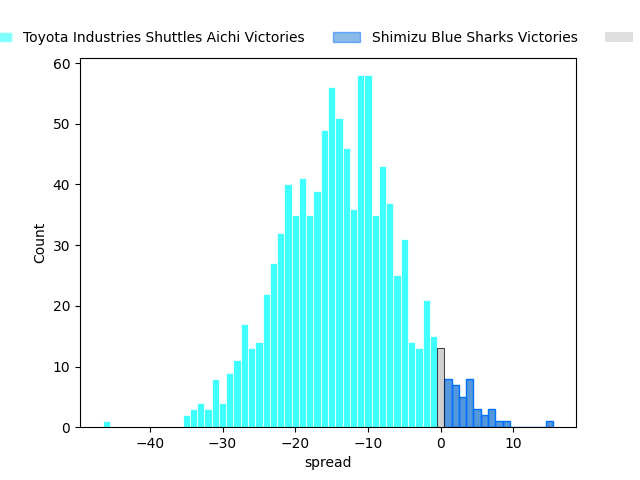 Toyota Industries Shuttles Aichi Victories Shimizu Blue Sharks Victories
60
50
40
30
20
10
0
Count
−40 −30 −20 −10 0 10
spread